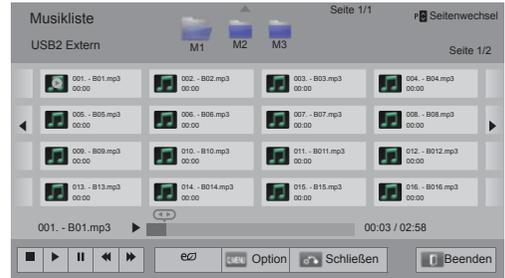 Musikliste
Seite 1/1
P Seitenwechsel
USB2 Extern
M1 M2 M3
Seite 1/2
001. - B01.mp3 002. - B02.mp3 003. - B03.mp3 004. - B04.mp3
00:00 00:00 00:00 00:00
005. - B05.mp3 006. - B06.mp3 007. - B07.mp3 008. - B08.mp3
00:00 00:00 00:00 00:00
009. - B09.mp3 010. - B10.mp3 011. - B011.mp3 012. - B012.mp3
00:00 00:00 00:00 00:00
013. - B13.mp3 014. - B014.mp3 015. - B15.mp3 016. - B016.mp3
00:00 00:00 00:00 00:00
001. - B01.mp3 00:03 / 02:58
Q.MENU Option Schließen Beenden